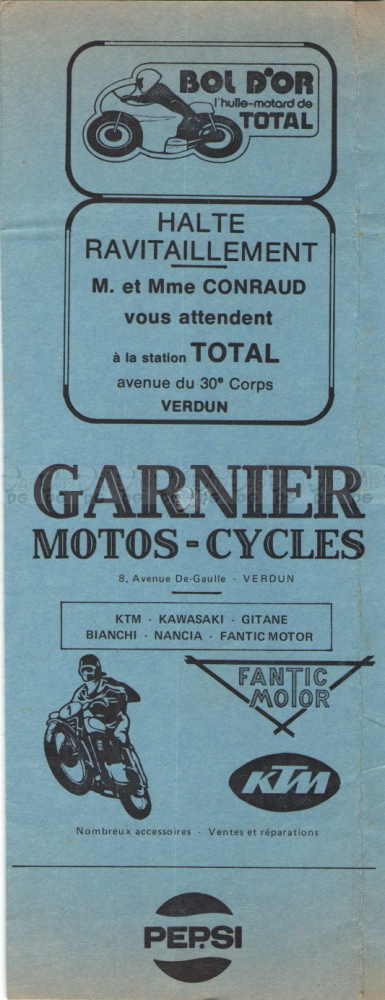 BOL D'OR
l'huile-motard de
TOTAL
HALTE
RAVITAILLEMENT
M. et Mme CONRAUD
vous attendent
à la station TOTAL
avenue du 30e Corps
VERDUN
GARNIER
MOTOS - CYCLES
8, Avenue De-Gaulle - VERDUN
KTM - KAWASAKI - GITANE
BIANCHI - NANCIA - FANTIC MOTOR
FANTIC
MOTOR
KTM
Nombreux accessoires - Ventes et réparations
PEPSI